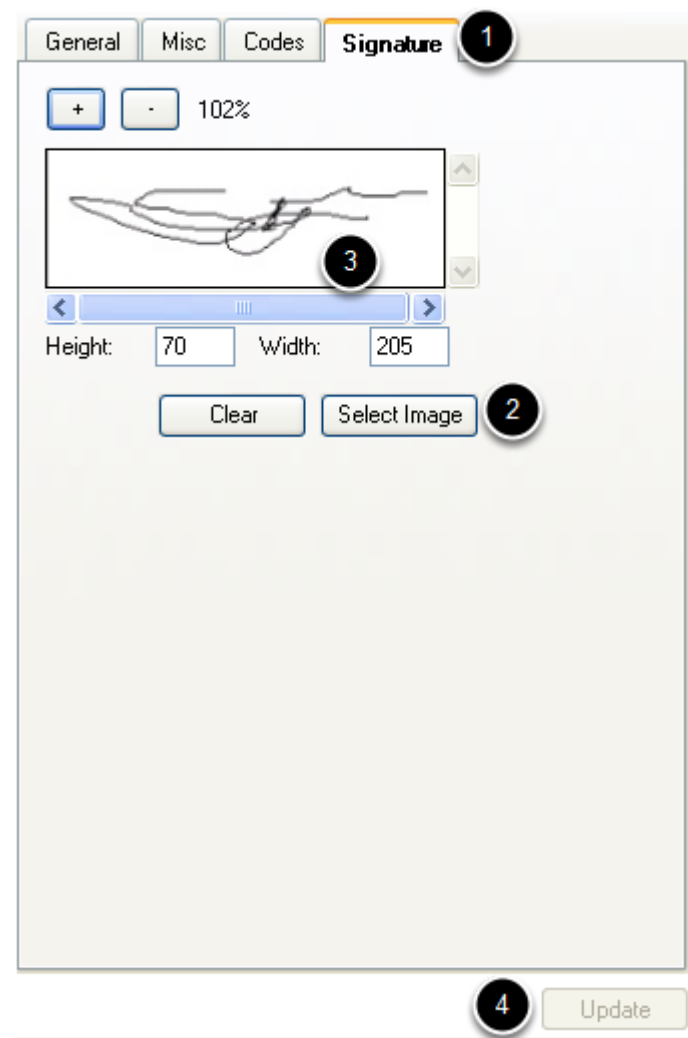 General Misc Codes Signature 1
+ - 102%
3
Height: 70 Width: 205
Clear Select Image 2
4 Update